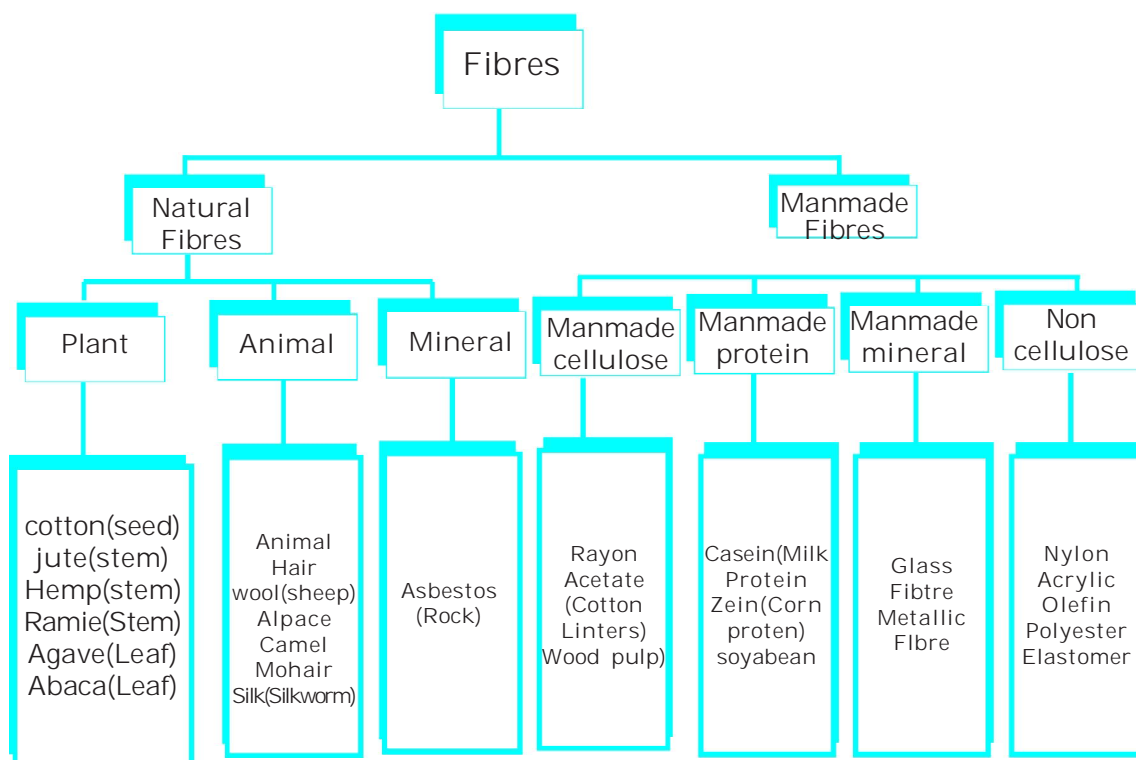 Fibres
Natural
Fibres
Manmade
Fibres
Plant
Animal
Mineral
Manmade
cellulose
Manmade
protein
Manmade
mineral
Non
cellulose
cotton(seed)
jute(stem)
Hemp(stem)
Ramie(Stem)
Agave(Leaf)
Abaca(Leaf)
Animal
Hair
wool(sheep)
Alpace
Camel
Mohair
Silk(Silkworm)
Asbestos
(Rock)
Rayon
Acetate
(Cotton
Linters)
Wood pulp)
Casein(Milk
Protein
Zein(Corn
proten)
soyabean
Glass
Fibtre
Metallic
FIbre
Nylon
Acrylic
Olefin
Polyester
Elastomer